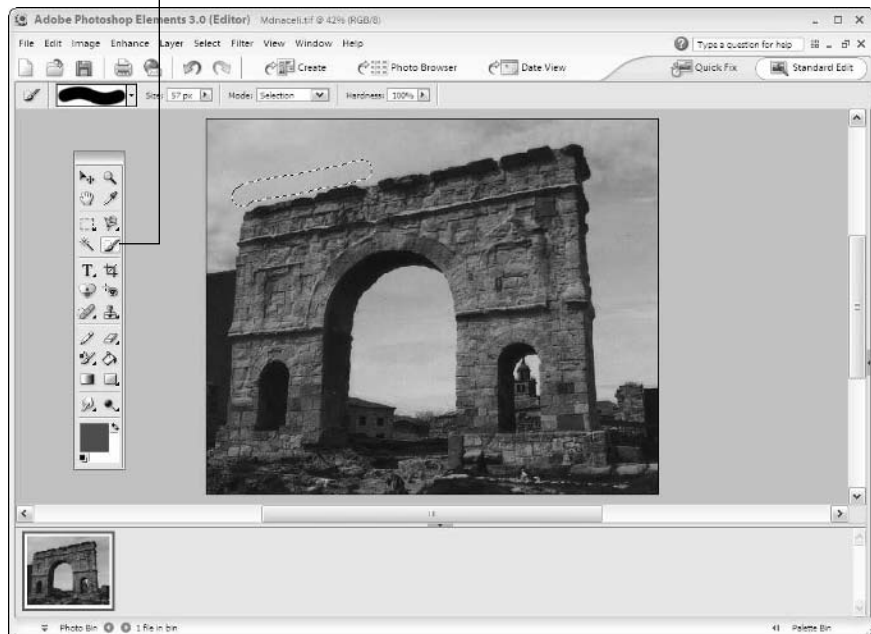 Adobe Photoshop Elements 3.0 (Editor) Mdnaceli.tif @ 42% (RGB/8)
File Edit Image Enhance Layer Select Filter View Window Help Type a question for help
Create Photo Browser Date View Quick Fix Standard Edit
Size: 57 px Mode: Selection Hardness: 100%
T
Photo Bin 1 file in bin Palette Bin